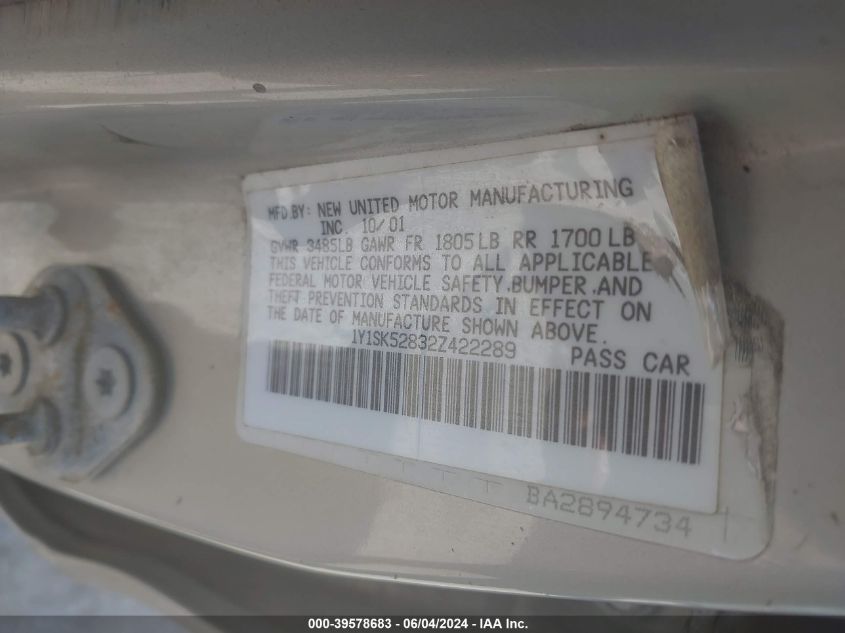 MFD.BY: NEW UNITED MOTOR MANUFACTURING
INC. 10/01
GVWR 3485LB GAWR FR 1805LB RR 1700LB
THIS VEHICLE CONFORMS TO ALL APPLICABLE
FEDERAL MOTOR VEHICLE SAFETY.BUMPER.AND
THEFT PREVENTION STANDARDS IN EFFECT ON
THE DATE OF MANUFACTURE SHOWN ABOVE.
1Y1SK52832Z422289 PASS CAR
BA2894734
000-39578683 - 06/04/2024 - IAA Inc.